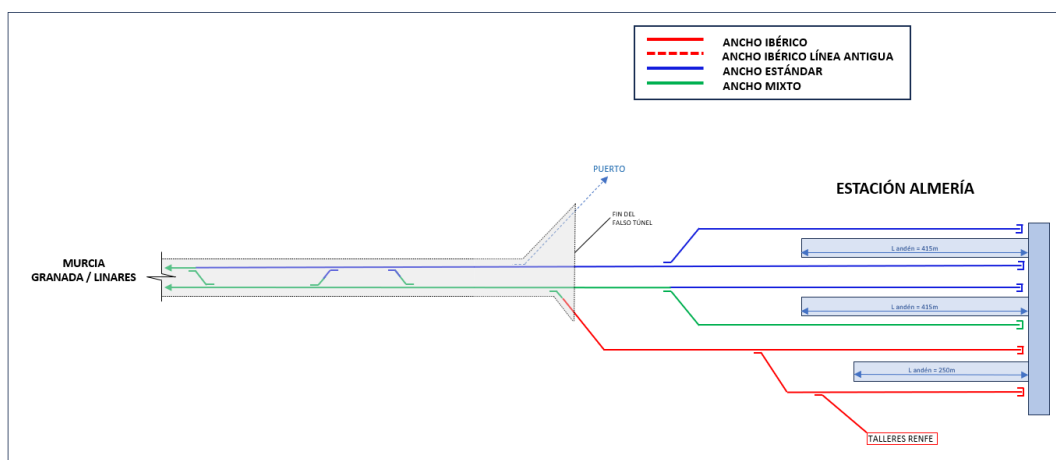 ANCHO IBÉRICO
ANCHO IBÉRICO LÍNEA ANTIGUA
ANCHO ESTÁNDAR
ANCHO MIXTO
PUERTO
ESTACIÓN ALMERÍA
FIN DEL
FALSO TÚNEL
MURCIA
GRANADA / LINARES
L andén = 415m
L andén = 415m
L andén = 250m
TALLERES RENFE